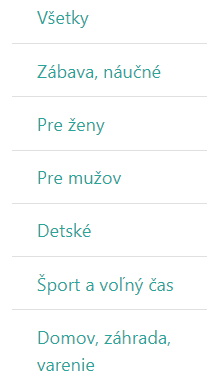 Všetky
Zábava, náučné
Pre ženy
Pre mužov
Detské
Šport a voľný čas
Domov, záhrada,
varenie